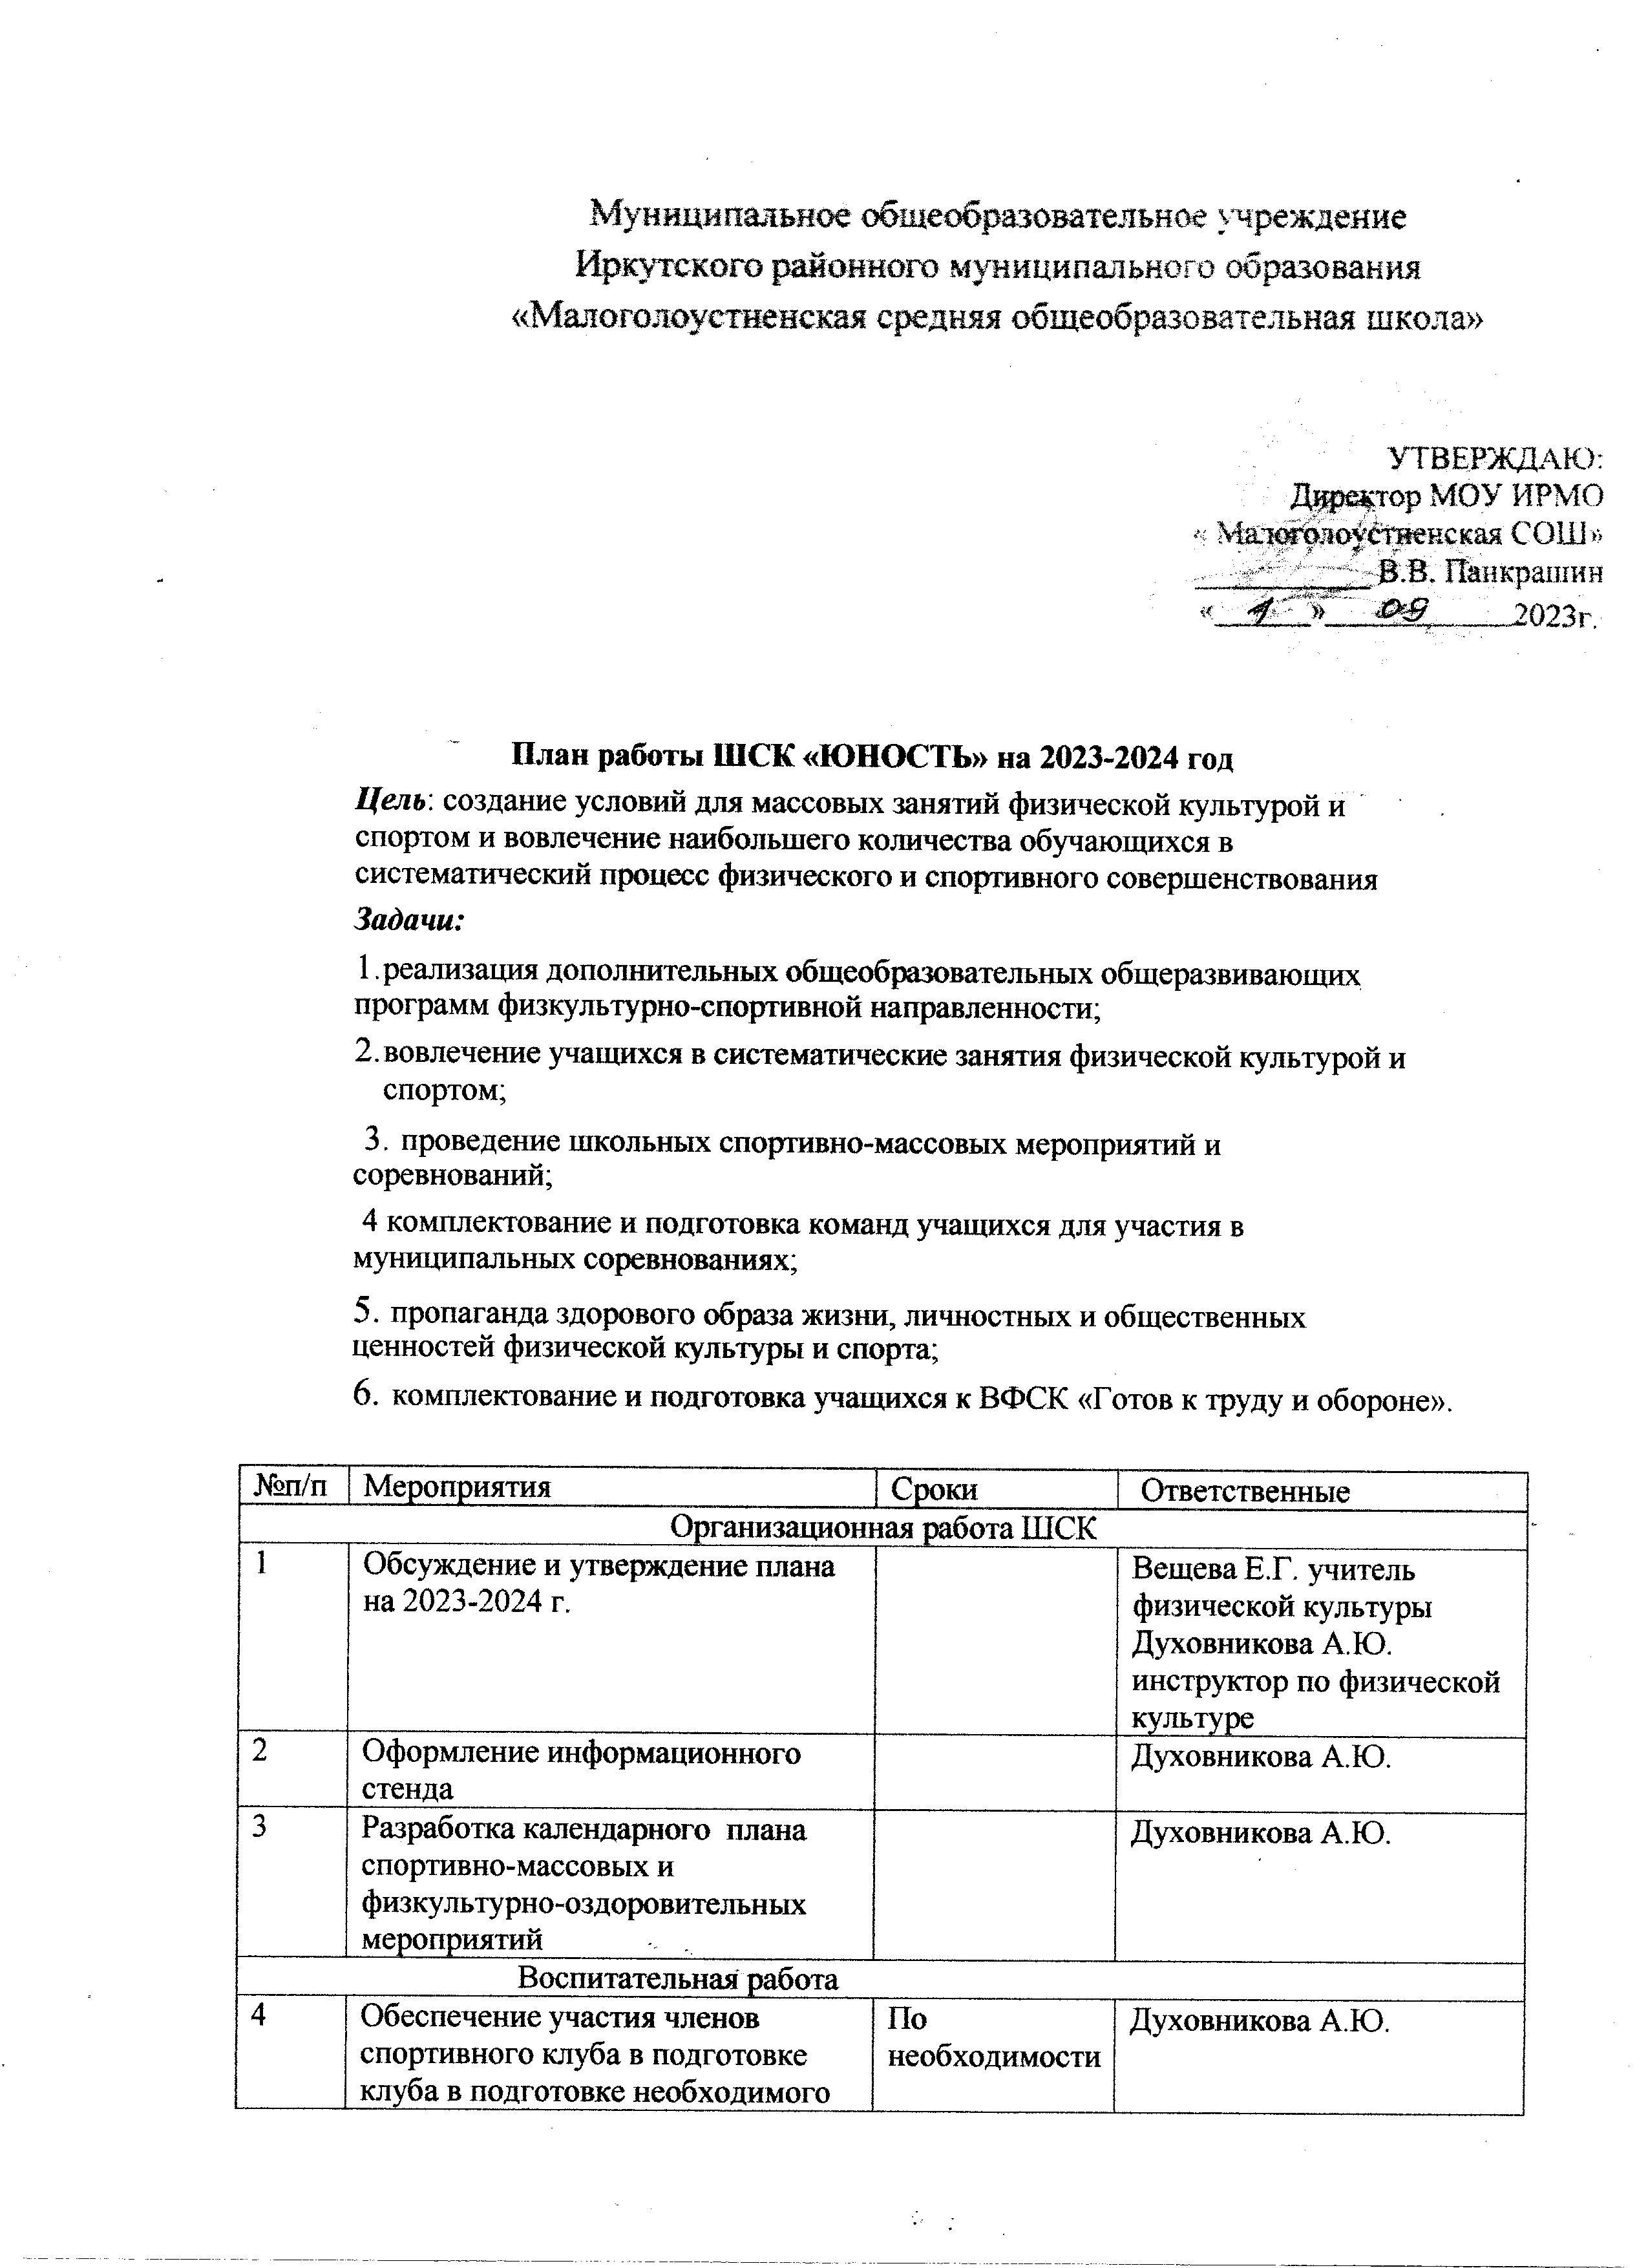 Муниципальное общеобразовательное учреждение
Иркутского районного муниципального образования
«Малоголоустненская средняя общеобразовательная школа»
УТВЕРЖДАЮ:
Директор МОУ ИРМО
« Малоголоустненская СОШ»
____________В.В. Панкрашин
«___1___»____09______2023г.
План работы ШСК «ЮНОСТЬ» на 2023-2024 год
Цель: создание условий для массовых занятий физической культурой и
спортом и вовлечение наибольшего количества обучающихся в
систематический процесс физического и спортивного совершенствования
Задачи:
1.реализация дополнительных общеобразовательных общеразвивающих
программ физкультурно-спортивной направленности;
2.вовлечение учащихся в систематические занятия физической культурой и
спортом;
3. проведение школьных спортивно-массовых мероприятий и
соревнований;
4 комплектование и подготовка команд учащихся для участия в
муниципальных соревнованиях;
5. пропаганда здорового образа жизни, личностных и общественных
ценностей физической культуры и спорта;
6. комплектование и подготовка учащихся к ВФСК «Готов к труду и обороне».
№п/п Мероприятия Сроки Ответственные
Организационная работа ШСК
1 Обсуждение и утверждение плана
на 2023-2024 г.
Вещева Е.Г. учитель
физической культуры
Духовникова А.Ю.
инструктор по физической
культуре
2 Оформление информационного
стенда
Духовникова А.Ю.
3 Разработка календарного плана
спортивно-массовых и
физкультурно-оздоровительных
мероприятий
Духовникова А.Ю.
Воспитательная работа
4 Обеспечение участия членов
спортивного клуба в подготовке
клуба в подготовке необходимого
По
необходимости
Духовникова А.Ю.